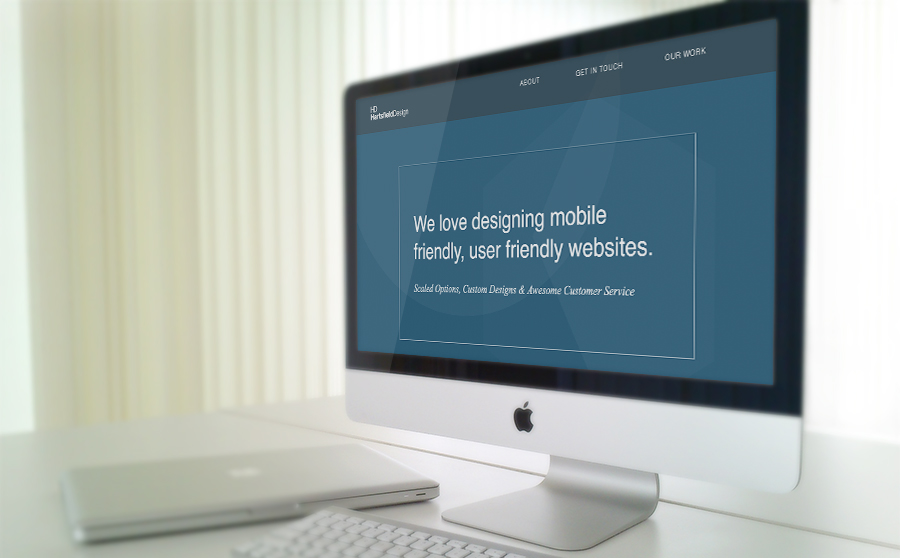 ABOUT
GET IN TOUCH
OUR WORK
HD
HartsfieldDesign
We love designing mobile
friendly, user friendly websites.
Scaled Options, Custom Designs & Awesome Customer Service